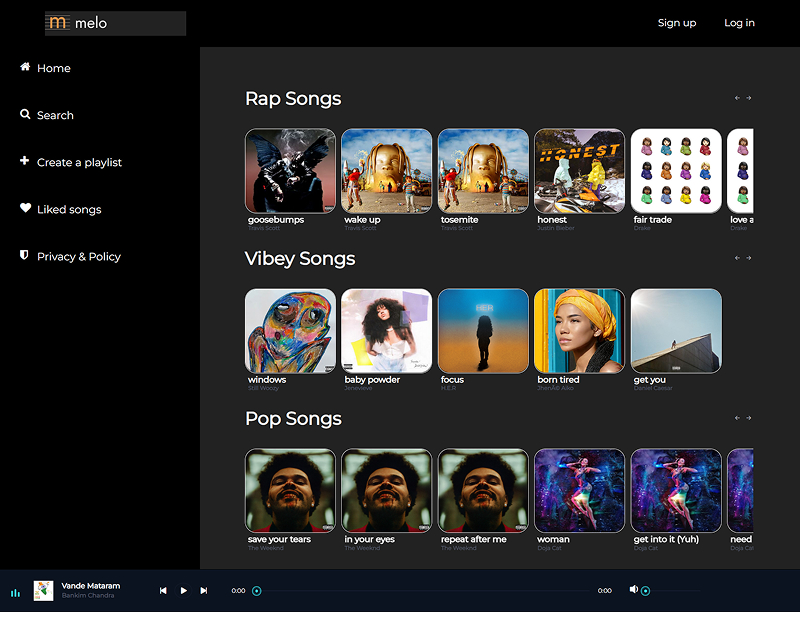 m melo
Sign up
Log in
Home
Search
Create a playlist
Liked songs
Privacy & Policy
Rap Songs
← →
HONEST
goosebumps
Travis Scott
wake up
Travis Scott
tosemite
Travis Scott
honest
Justin Bieber
fair trade
Drake
love a
Drake
Vibey Songs
← →
HER
windows
Still Woozy
baby powder
Jenevieve
focus
H.E.R
born tired
JhenÃ© Aiko
get you
Daniel Caesar
Pop Songs
← →
save your tears
The Weeknd
in your eyes
The Weeknd
repeat after me
The Weeknd
woman
Doja Cat
get into it (Yuh)
Doja Cat
need
Doja Cat
Vande Mataram
Bankim Chandra
0:00
0:00